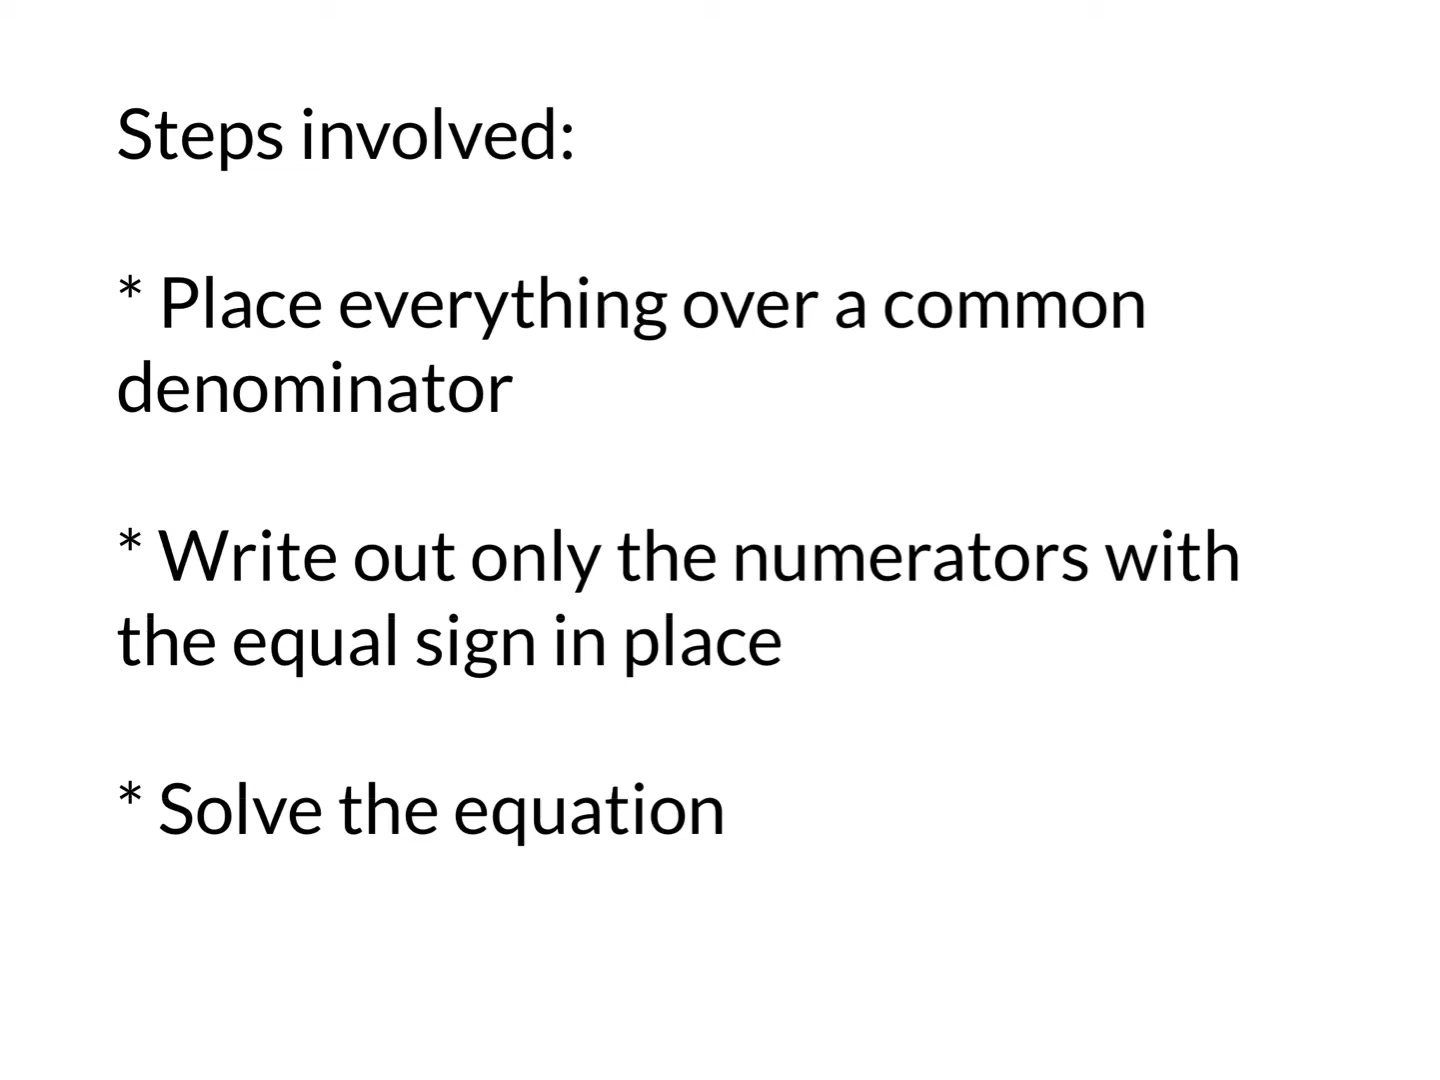 Steps involved:
* Place everything over a common
denominator
* Write out only the numerators with
the equal sign in place
* Solve the equation